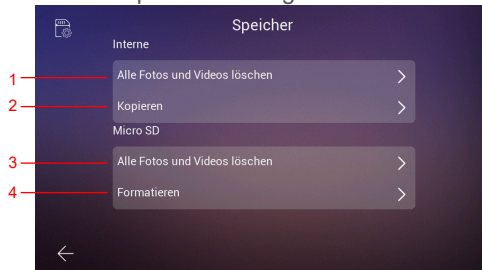 Speicher
Interne
1 Alle Fotos und Videos löschen
2 Kopieren
Micro SD
3 Alle Fotos und Videos löschen
4 Formatieren